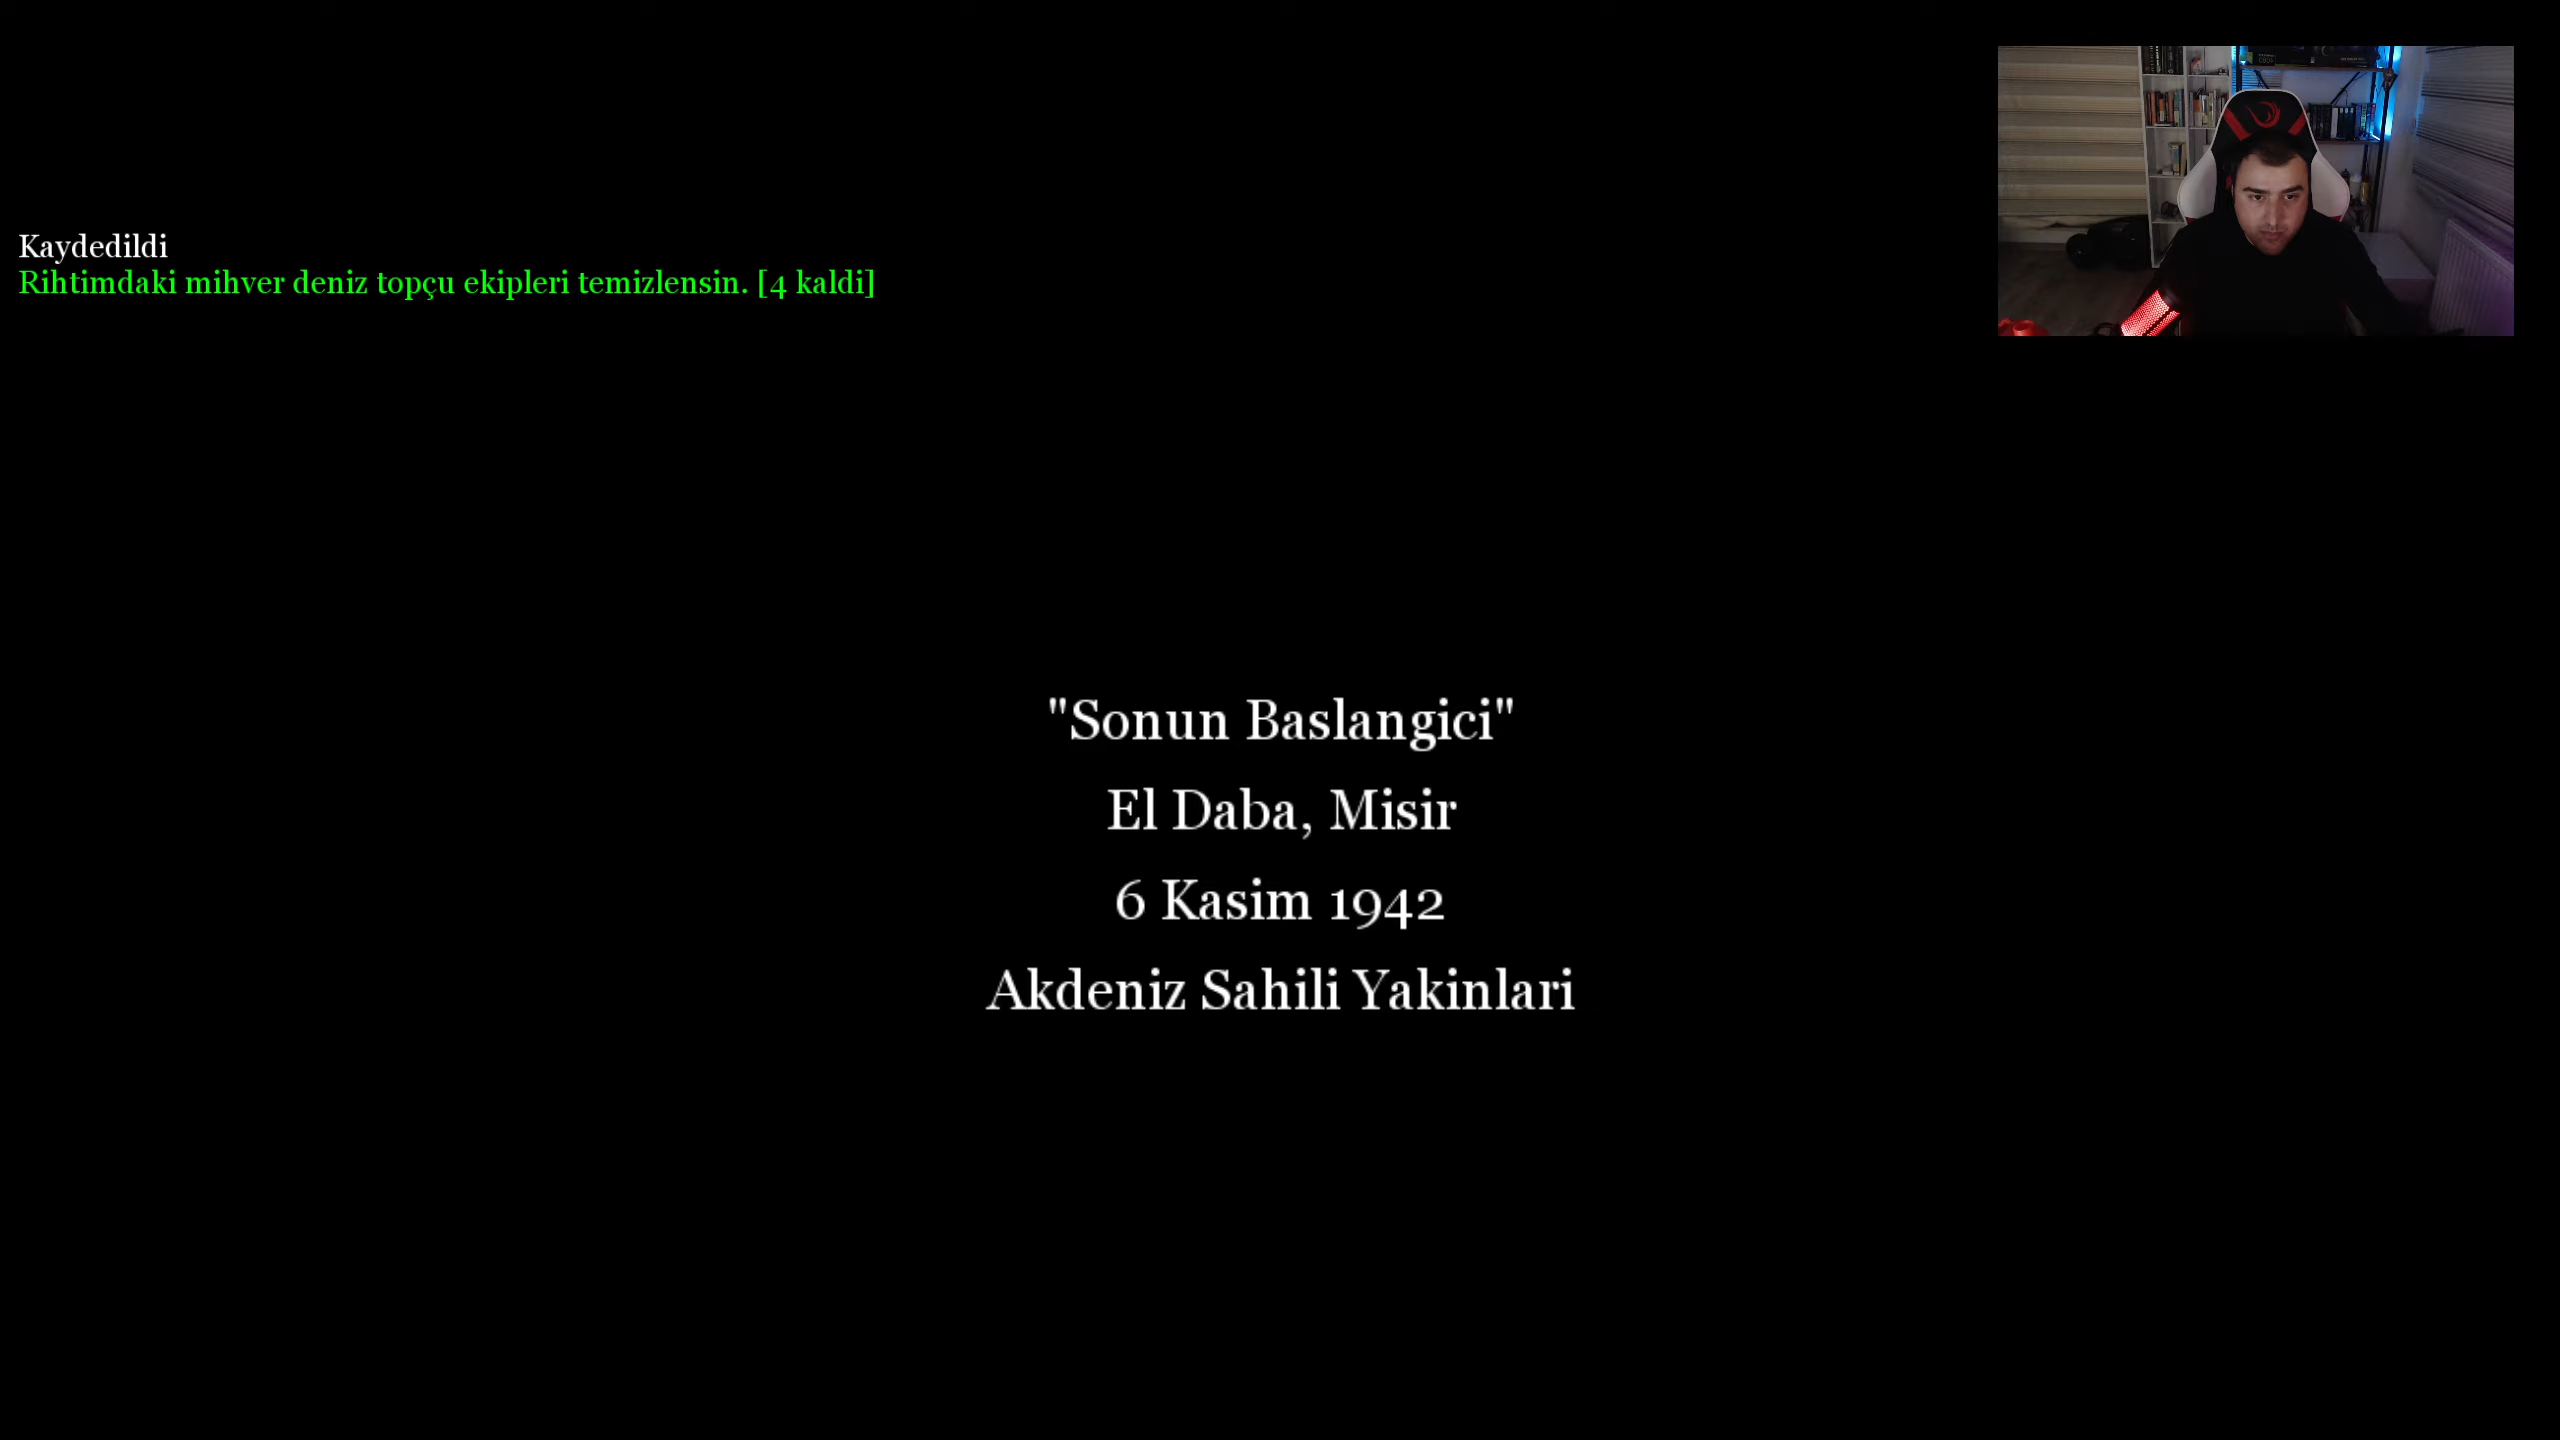 Kaydedildi
Rihtimdaki mihver deniz topçu ekipleri temizlensin. [4 kaldi]
"Sonun Baslangici"
El Daba, Misir
6 Kasim 1942
Akdeniz Sahili Yakinlari